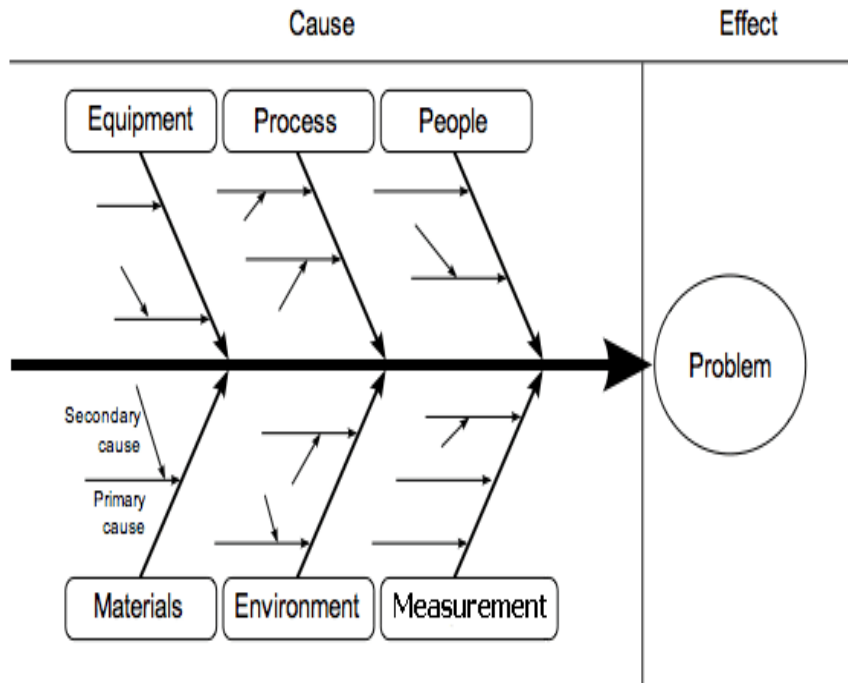 Cause
Effect
Equipment
Process
People
Problem
Secondary
cause
Primary
cause
Materials
Environment
Measurement